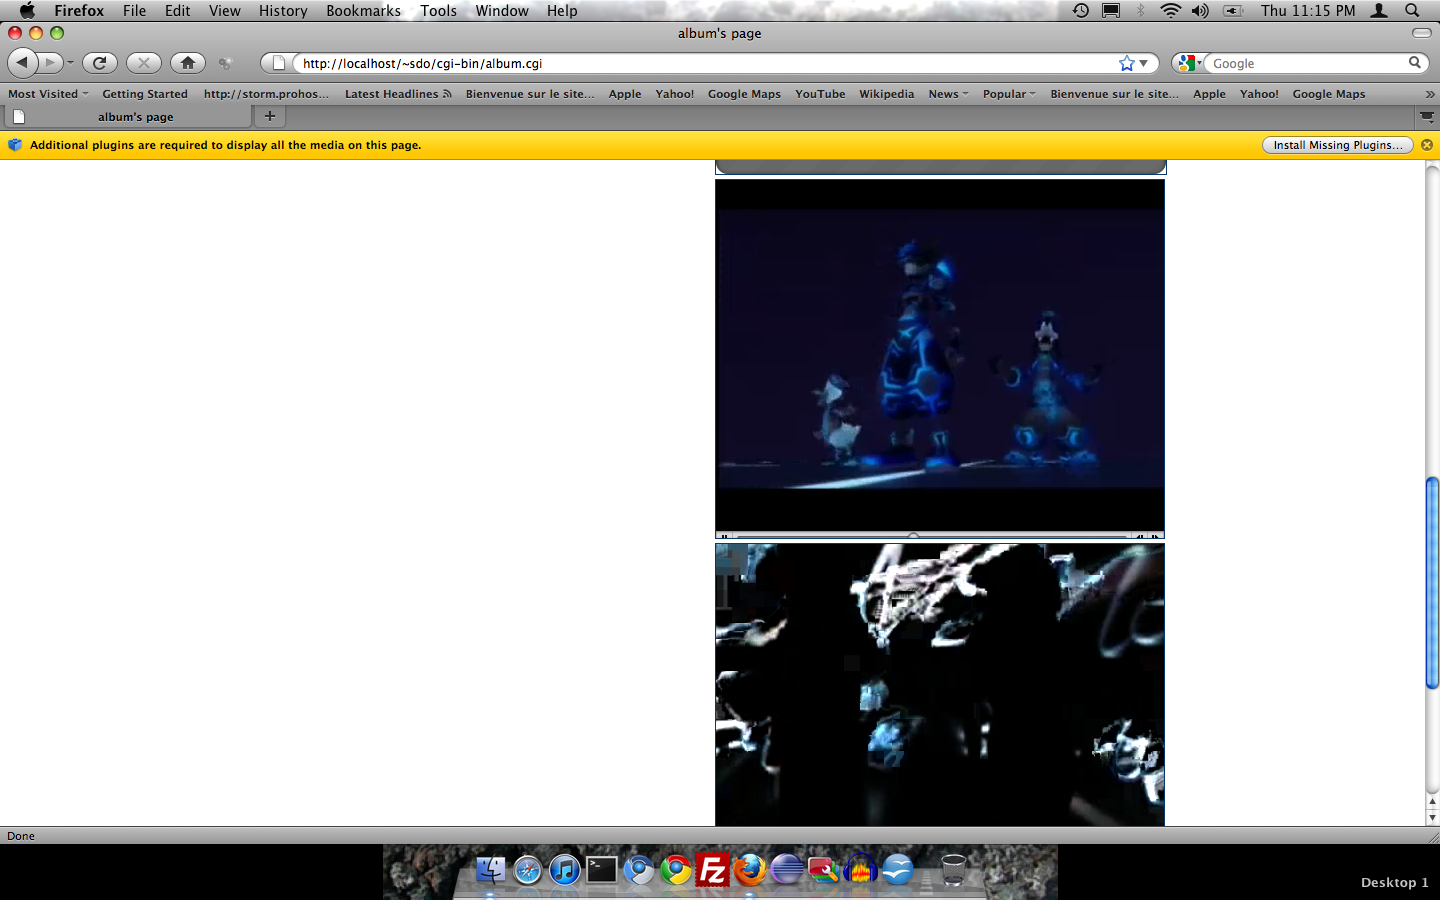 Firefox File Edit View History Bookmarks Tools Window Help Thu 11:15 PM
album's page
http://localhost/~sdo/cgi-bin/album.cgi Google
Most Visited Getting Started http://storm.prohos... Latest Headlines Bienvenue sur le site... Apple Yahoo! Google Maps YouTube Wikipedia News Popular Bienvenue sur le site... Apple Yahoo! Google Maps »
album's page +
Additional plugins are required to display all the media on this page. Install Missing Plugins...
Done
>_
Fz
Desktop 1